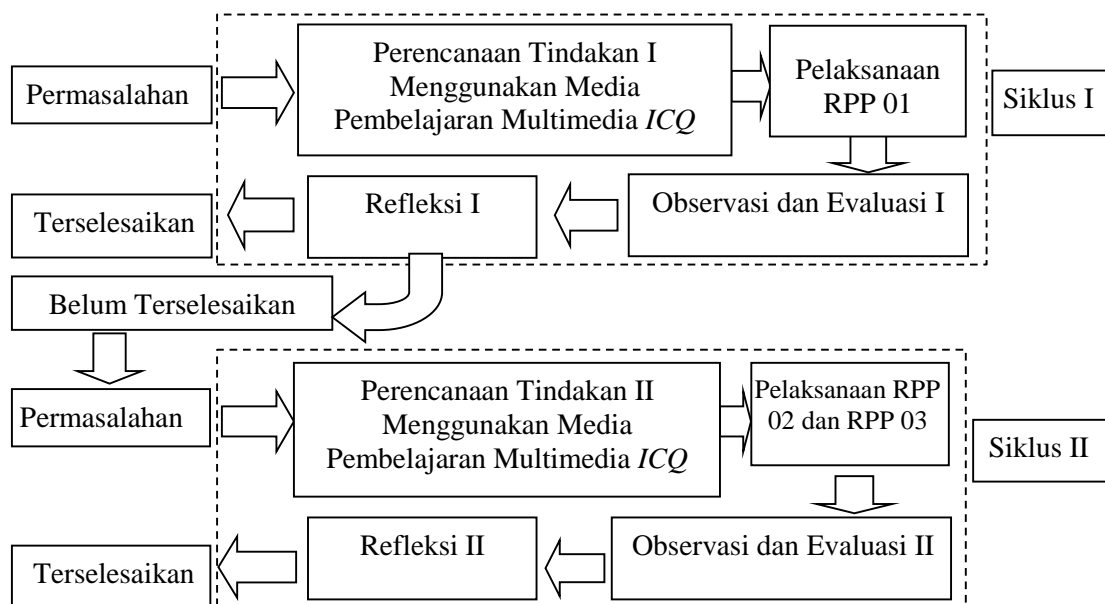 Permasalahan
Perencanaan Tindakan I
Menggunakan Media
Pembelajaran Multimedia ICQ
Pelaksanaan
RPP 01
Siklus I
Terselesaikan
Refleksi I
Observasi dan Evaluasi I
Belum Terselesaikan
Permasalahan
Perencanaan Tindakan II
Menggunakan Media
Pembelajaran Multimedia ICQ
Pelaksanaan RPP
02 dan RPP 03
Siklus II
Terselesaikan
Refleksi II
Observasi dan Evaluasi II